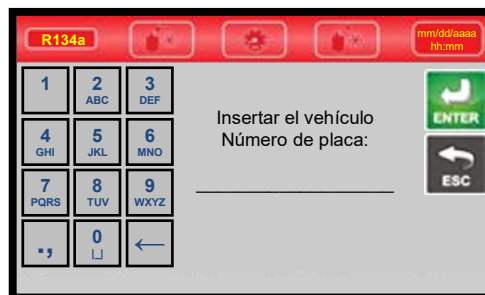 R134a
mm/dd/aaaa
hh:mm
1
2
ABC
3
DEF
4
GHI
5
JKL
6
MNO
7
PQRS
8
TUV
9
WXYZ
.,
0
Insertar el vehículo
Número de placa:
ENTER
ESC